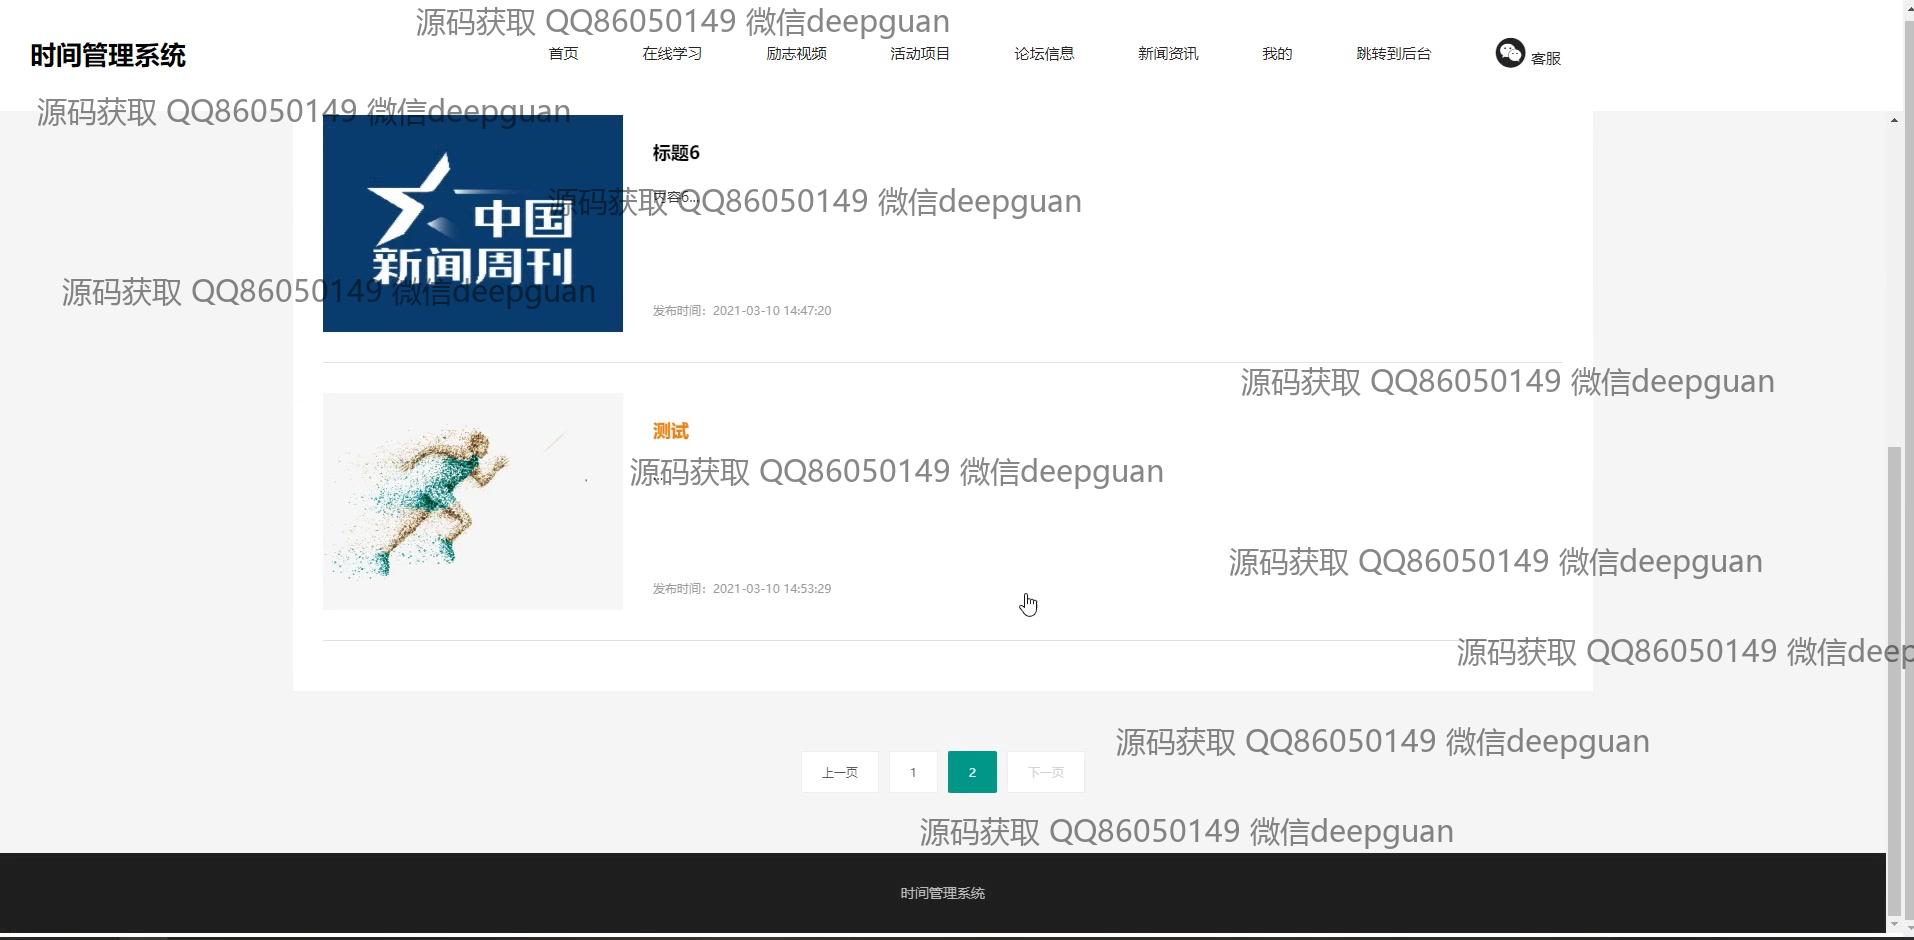 源码获取 QQ86050149 微信deepguan
时间管理系统
首页 在线学习 励志视频 活动项目 论坛信息 新闻资讯 我的 跳转到后台 客服
源码获取 QQ86050149 微信deepguan
标题6
内容6...
源码获取 QQ86050149 微信deepguan
中国
新闻周刊
源码获取 QQ86050149 微信deepguan
发布时间：2021-03-10 14:47:20
源码获取 QQ86050149 微信deepguan
测试
源码获取 QQ86050149 微信deepguan
源码获取 QQ86050149 微信deepguan
发布时间：2021-03-10 14:53:29
源码获取 QQ86050149 微信deep
源码获取 QQ86050149 微信deepguan
上一页 1 2 下一页
源码获取 QQ86050149 微信deepguan
时间管理系统